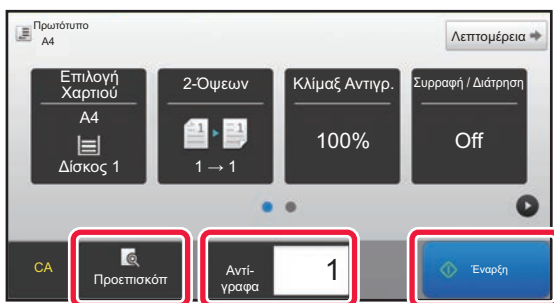 Πρωτότυπο
A4
Λεπτομέρεια
Επιλογή
Χαρτιού
A4
Δίσκος 1
2-Όψεων
1 → 1
Κλίμαξ Αντιγρ.
100%
Συρραφή / Διάτρηση
Off
CA
Προεπισκόπ
Αντί-
γραφα
1
Έναρξη